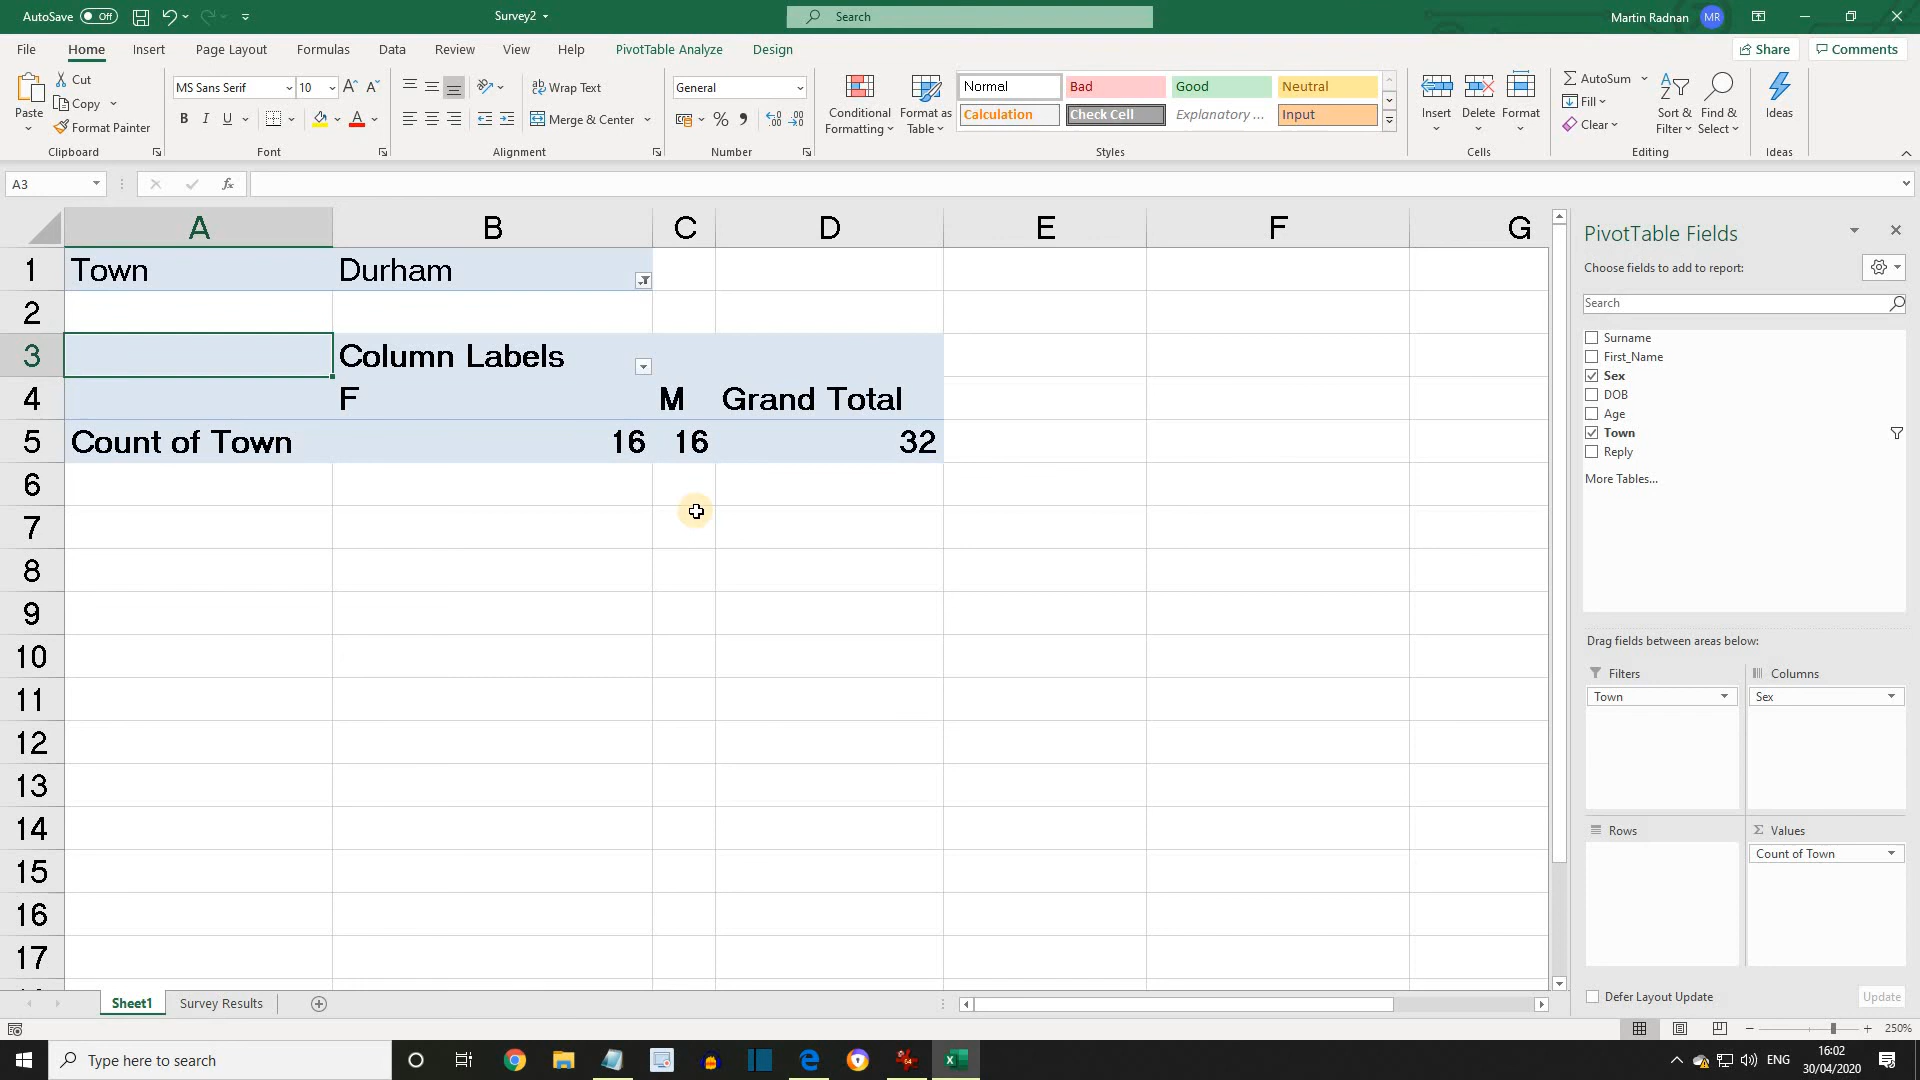 AutoSave Off
Survey2
Search
Martin Radnan MR
File Home Insert Page Layout Formulas Data Review View Help PivotTable Analyze Design Share Comments
Paste Cut Copy Format Painter
Clipboard
MS Sans Serif 10
B I U A
Font
Wrap Text
Merge & Center
Alignment
General
%
Number
Conditional Formatting
Format as Table
Normal Bad Good Neutral
Calculation Check Cell Explanatory ... Input
Styles
Insert Delete Format
Cells
AutoSum
Fill
Clear
Sort & Filter
Find & Select
Editing
Ideas
Ideas
A3 fx
A B C D E F G
1 Town Durham
2
3 Column Labels
4 F M Grand Total
5 Count of Town 16 16 32
6
7
8
9
10
11
12
13
14
15
16
17
PivotTable Fields
Choose fields to add to report:
Search
Surname
First_Name
Sex
DOB
Age
Town
Reply
More Tables...
Drag fields between areas below:
Filters
Town
Columns
Sex
Rows
Values
Count of Town
Defer Layout Update Update
Sheet1 Survey Results
250%
Type here to search
ENG
16:02
30/04/2020